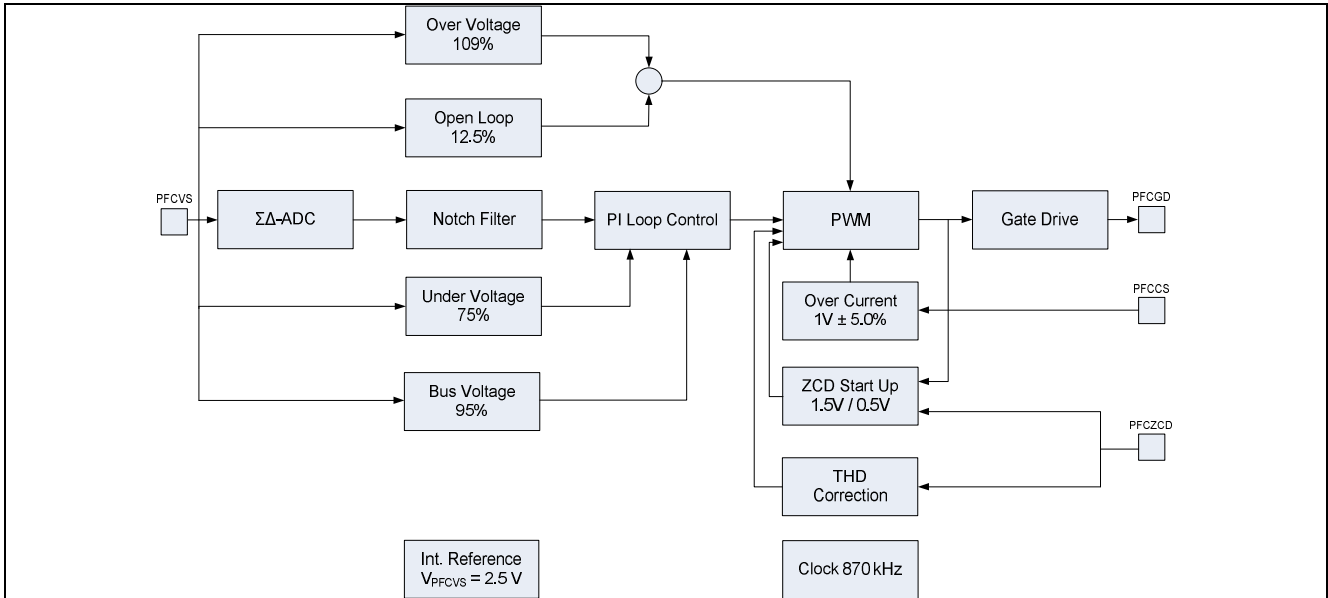 Over Voltage
109%
Open Loop
12.5%
PFCVS
ΣΔ-ADC
Notch Filter
PI Loop Control
PWM
Gate Drive
PFCGD
Under Voltage
75%
Over Current
1V ± 5.0%
PFCCS
Bus Voltage
95%
ZCD Start Up
1.5V / 0.5V
PFCZCD
THD
Correction
Int. Reference
VPFCVS = 2.5 V
Clock 870 kHz